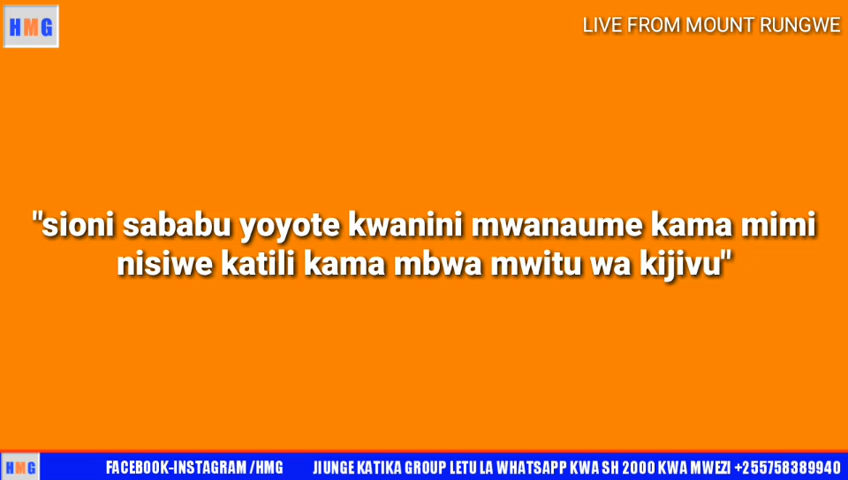 HMG
LIVE FROM MOUNT RUNGWE
"sioni sababu yoyote kwanini mwanaume kama mimi
nisiwe katili kama mbwa mwitu wa kijivu"
HMG FACEBOOK-INSTAGRAM /HMG JIUNGE KATIKA GROUP LETU LA WHATSAPP KWA SH 2000 KWA MWEZI +255758389940